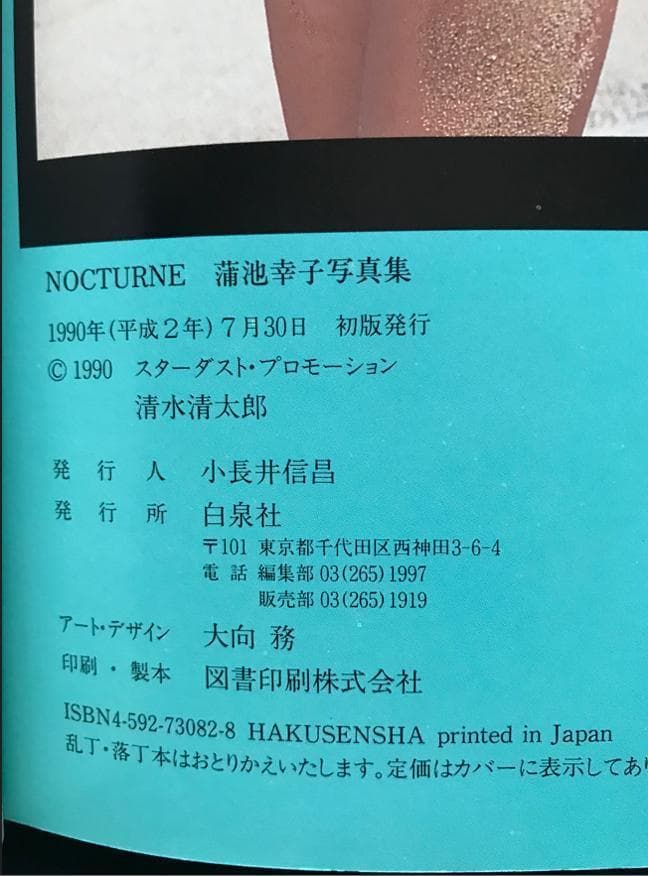 NOCTURNE 蒲池幸子写真集
1990年(平成2年)7月30日 初版発行
© 1990 スターダスト・プロモーション
清水清太郎
発行人 小長井信昌
発行所 白泉社
〒101 東京都千代田区西神田3-6-4
電話 編集部 03(265)1997
販売部 03(265)1919
アート・デザイン 大向 務
印刷・製本 図書印刷株式会社
ISBN4-592-73082-8 HAKUSENSHA printed in Japan
乱丁・落丁本はおとりかえいたします。定価はカバーに表示してあり